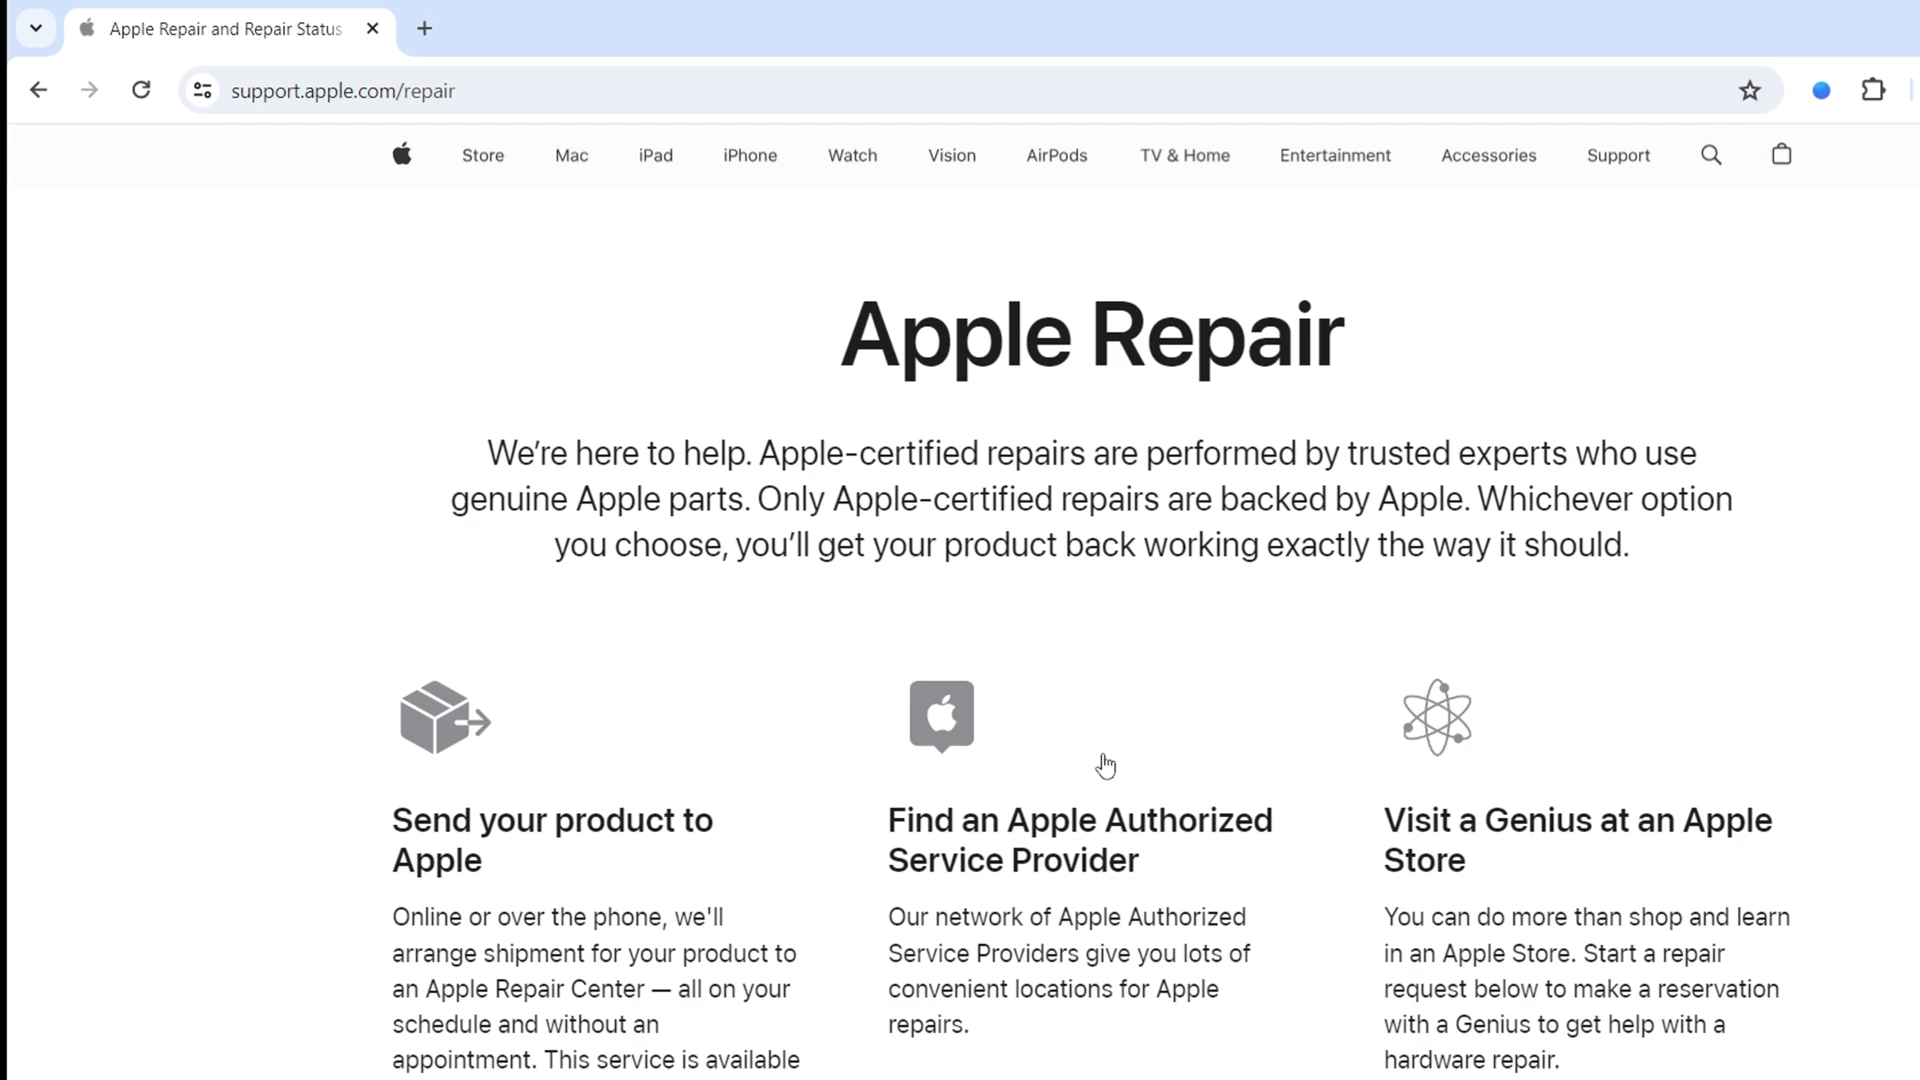 Apple Repair and Repair Status
support.apple.com/repair
Store Mac iPad iPhone Watch Vision AirPods TV & Home Entertainment Accessories Support
Apple Repair
We’re here to help. Apple-certified repairs are performed by trusted experts who use
genuine Apple parts. Only Apple-certified repairs are backed by Apple. Whichever option
you choose, you’ll get your product back working exactly the way it should.
Send your product to
Apple
Online or over the phone, we'll
arrange shipment for your product to
an Apple Repair Center — all on your
schedule and without an
appointment. This service is available
Find an Apple Authorized
Service Provider
Our network of Apple Authorized
Service Providers give you lots of
convenient locations for Apple
repairs.
Visit a Genius at an Apple
Store
You can do more than shop and learn
in an Apple Store. Start a repair
request below to make a reservation
with a Genius to get help with a
hardware repair.